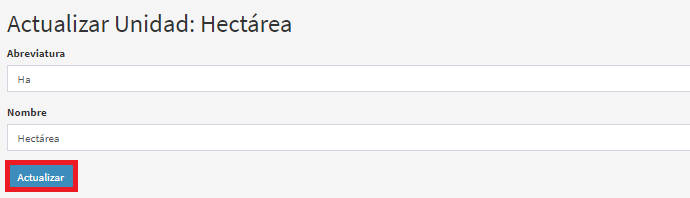 Actualizar Unidad: Hectárea
Abreviatura
Ha
Nombre
Hectárea
Actualizar